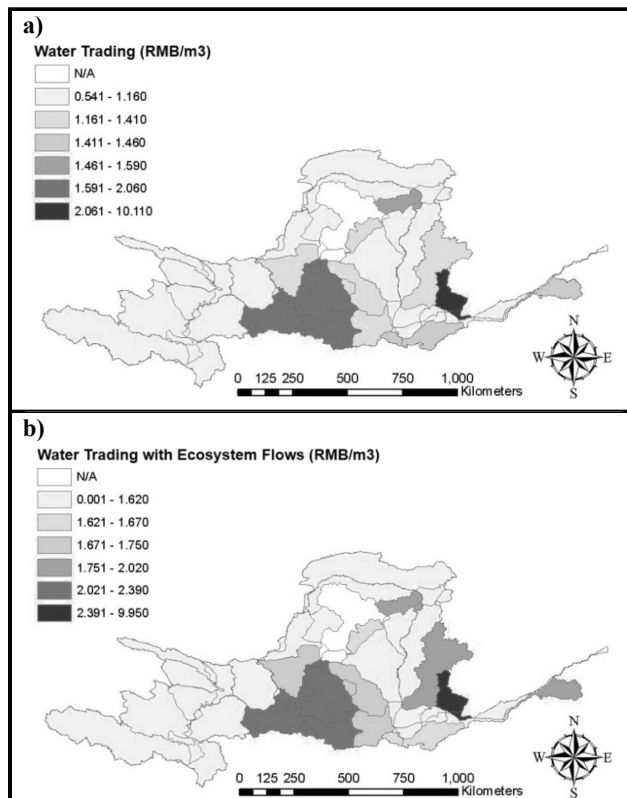 a)
Water Trading (RMB/m3)
N/A
0.541 - 1.160
1.161 - 1.410
1.411 - 1.460
1.461 - 1.590
1.591 - 2.060
2.061 - 10.110
N
W E
S
0 125 250 500 750 1,000
Kilometers
b)
Water Trading with Ecosystem Flows (RMB/m3)
N/A
0.001 - 1.620
1.621 - 1.670
1.671 - 1.750
1.751 - 2.020
2.021 - 2.390
2.391 - 9.950
N
W E
S
0 125 250 500 750 1,000
Kilometers